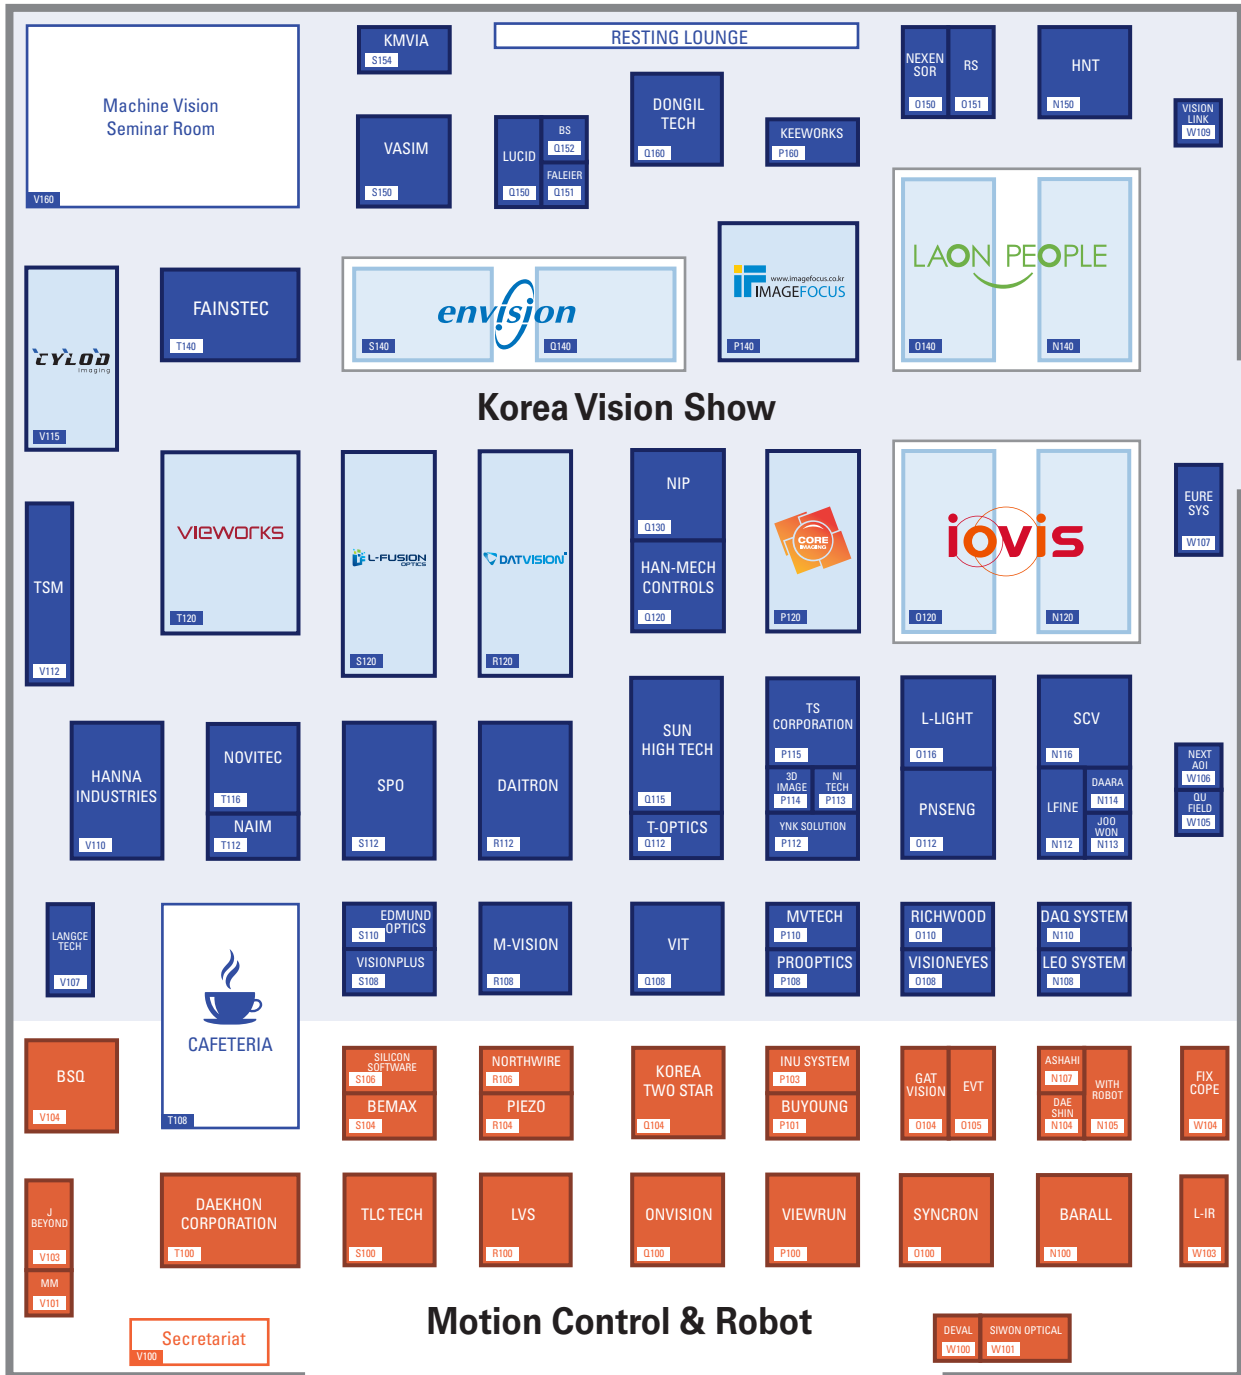 KMVIA
S154
RESTING LOUNGE
NEXEN
SOR
O150
RS
O151
HNT
N150
Machine Vision
Seminar Room
V160
VASIM
S150
LUCID
Q150
BS
Q152
FALEIER
Q151
DONGIL
TECH
Q160
KEEWORKS
P160
VISION
LINK
W109
CYLOD
imaging
V115
FAINSTEC
T140
envision
S140
Q140
www.imagefocus.co.kr
IMAGEFOCUS
P140
LAON PEOPLE
O140
N140
Korea Vision Show
TSM
V112
VIEWORKS
T120
L-FUSION
OPTICS
S120
DATVISION
R120
NIP
Q130
HAN-MECH
CONTROLS
Q120
CORE
IMAGING
P120
iovis
O120
N120
EURE
SYS
W107
HANNA
INDUSTRIES
V110
NOVITEC
T116
NAIM
T112
SPO
S112
DAITRON
R112
SUN
HIGH TECH
Q115
T-OPTICS
Q112
TS
CORPORATION
P115
3D
IMAGE
P114
NI
TECH
P113
YNK SOLUTION
P112
L-LIGHT
O116
PNSENG
O112
SCV
N116
LFINE
N112
DAARA
N114
JOO
WON
N113
NEXT
AOI
W106
QU
FIELD
W105
LANGCE
TECH
V107
CAFETERIA
T108
EDMUND
OPTICS
S110
VISIONPLUS
S108
M-VISION
R108
VIT
Q108
MVTECH
P110
PROOPTICS
P108
RICHWOOD
O110
VISIONEYES
O108
DAQ SYSTEM
N110
LEO SYSTEM
N108
BSQ
V104
SILICON
SOFTWARE
S106
BEMAX
S104
NORTHWIRE
R106
PIEZO
R104
KOREA
TWO STAR
Q104
INU SYSTEM
P103
BUYOUNG
P101
GAT
VISION
O104
EVT
O105
ASHAHI
N107
DAE
SHIN
N104
WITH
ROBOT
N105
FIX
COPE
W104
J
BEYOND
V103
MM
V101
DAEKHON
CORPORATION
T100
TLC TECH
S100
LVS
R100
ONVISION
Q100
VIEWRUN
P100
SYNCRON
O100
BARALL
N100
L-IR
W103
Secretariat
V100
Motion Control & Robot
DEVAL
W100
SIWON OPTICAL
W101